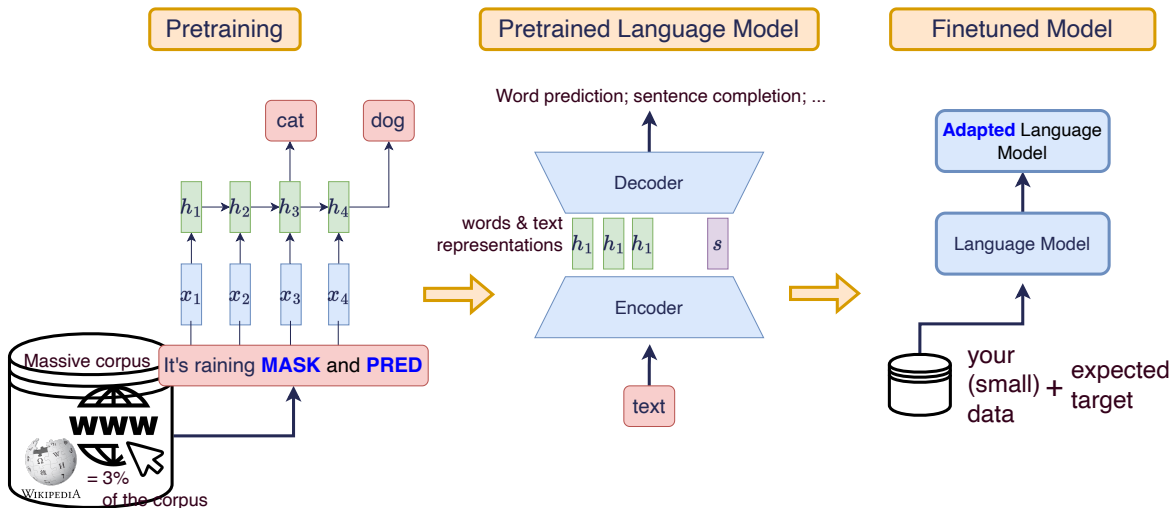 Pretraining
Pretrained Language Model
Finetuned Model
cat
dog
h₁ h₂ h₃ h₄
x₁ x₂ x₃ x₄
It's raining MASK and PRED
Massive corpus
WWW
WIKIPEDIA
= 3%
of the corpus
Word prediction; sentence completion; ...
Decoder
words & text
representations
h₁ h₁ h₁ s
Encoder
text
Adapted Language
Model
Language Model
your
(small)
data
+
expected
target